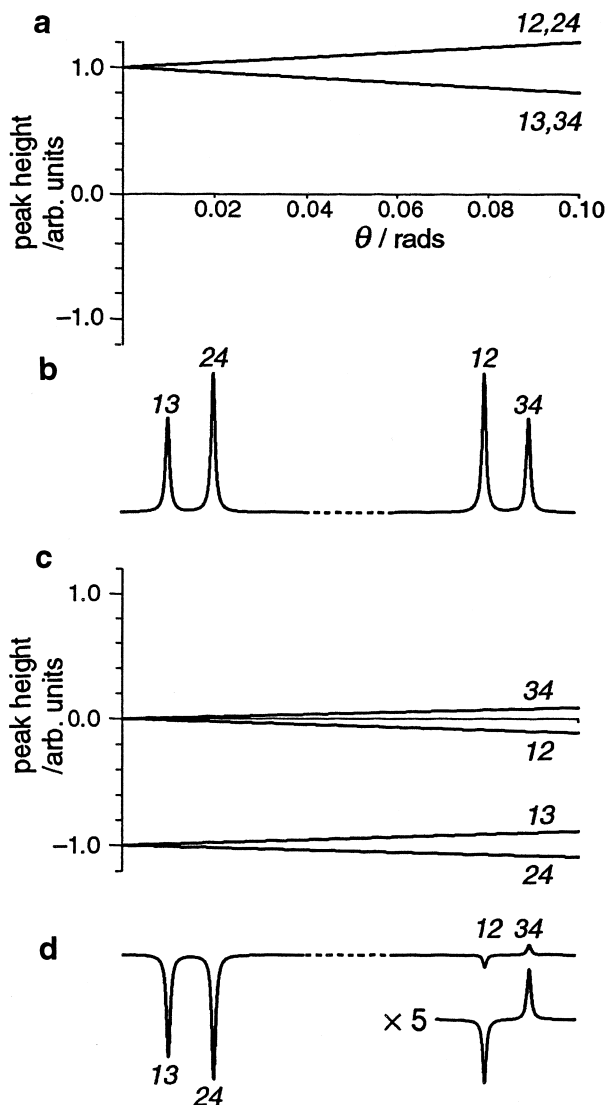 a
12,24
1.0
13,34
peak height
/arb. units
0.0
0.02 0.04 0.06 0.08 0.10
θ / rads
−1.0
b
24
12
13
34
c
1.0
peak height
/arb. units
34
0.0
12
13
−1.0
24
d
12 34
× 5
13
24